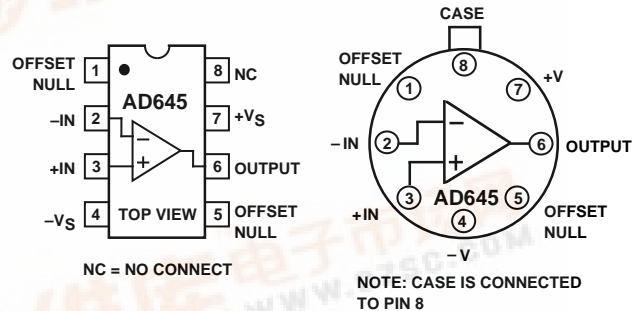 OFFSET
NULL
1
8
NC
AD645
–IN
2
7
+VS
+IN
3
6
OUTPUT
–VS
4
TOP VIEW
5
OFFSET
NULL
NC = NO CONNECT
CASE
8
OFFSET
NULL
1
7
+V
–IN
2
6
OUTPUT
3
+IN
AD645
5
OFFSET
NULL
4
–V
NOTE: CASE IS CONNECTED
TO PIN 8